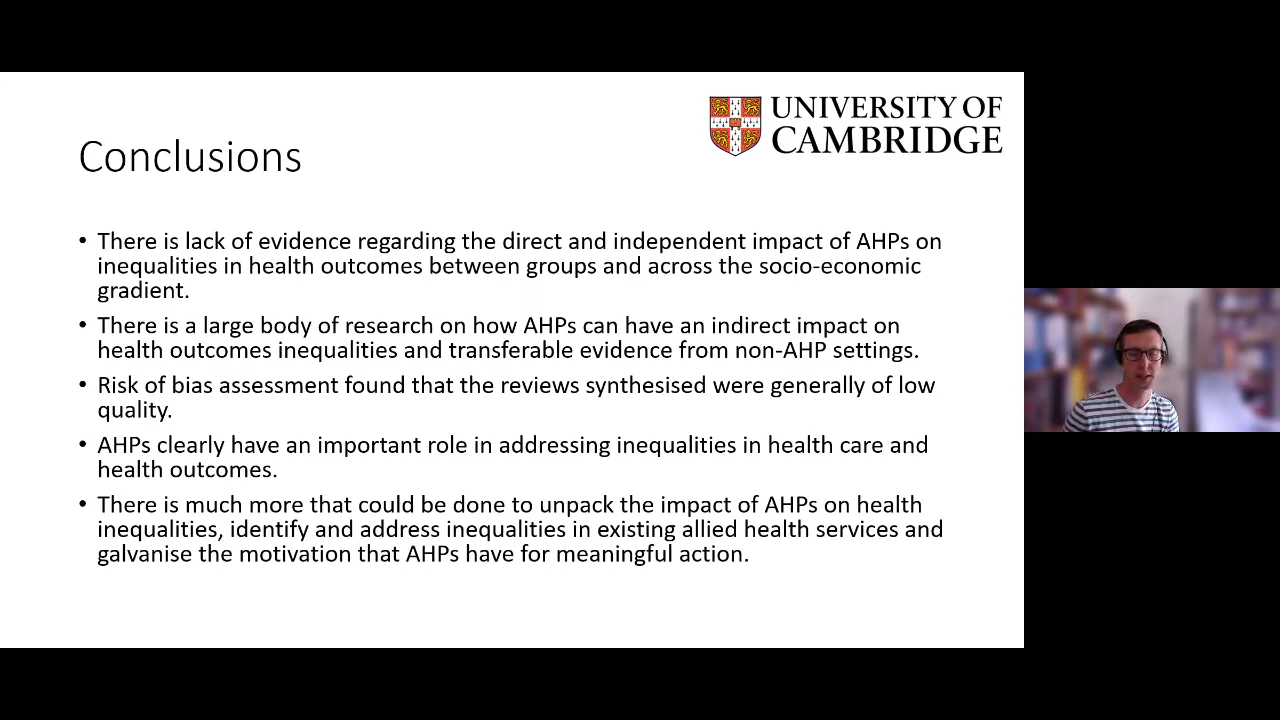 UNIVERSITY OF
CAMBRIDGE
Conclusions
• There is lack of evidence regarding the direct and independent impact of AHPs on
inequalities in health outcomes between groups and across the socio-economic
gradient.
• There is a large body of research on how AHPs can have an indirect impact on
health outcomes inequalities and transferable evidence from non-AHP settings.
• Risk of bias assessment found that the reviews synthesised were generally of low
quality.
• AHPs clearly have an important role in addressing inequalities in health care and
health outcomes.
• There is much more that could be done to unpack the impact of AHPs on health
inequalities, identify and address inequalities in existing allied health services and
galvanise the motivation that AHPs have for meaningful action.